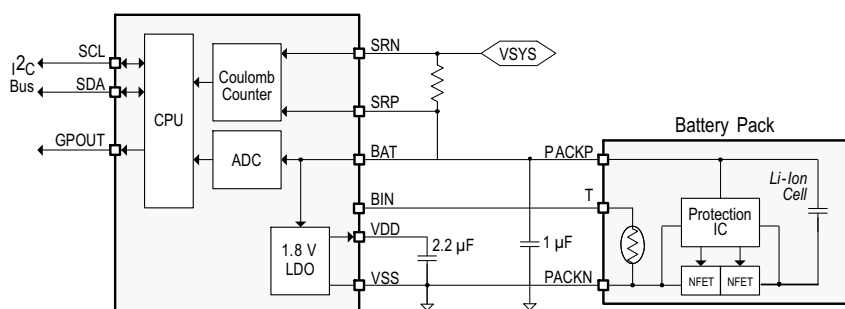 SCL
I2C
Bus
SDA
GPOUT
CPU
Coulomb
Counter
ADC
1.8 V
LDO
SRN
VSYS
SRP
BAT
BIN
VDD
2.2 µF
VSS
1 µF
Battery Pack
PACKP
T
PACKN
Protection
IC
NFET
NFET
Li-Ion
Cell